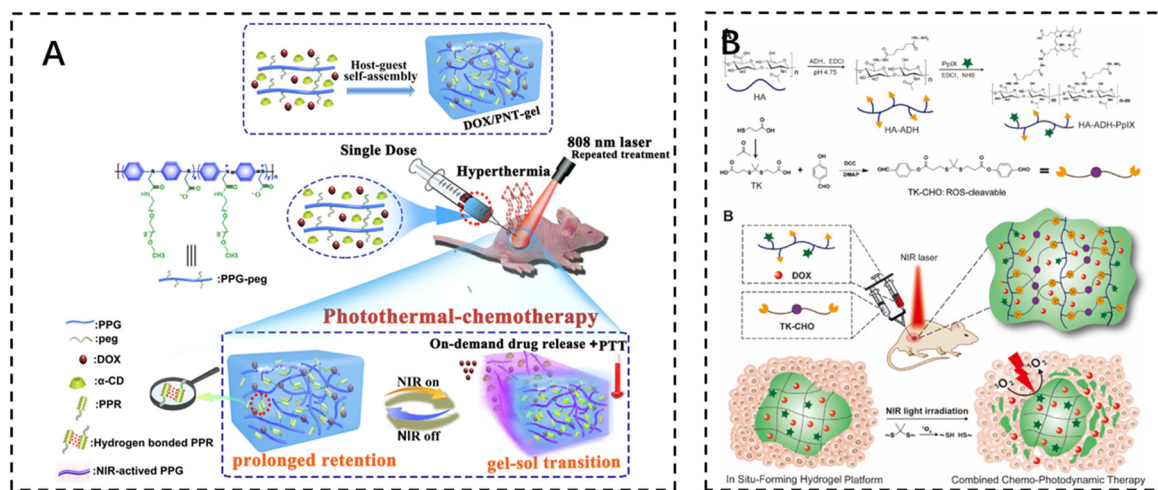 A
Host-guest
self-assembly
DOX/PNT-gel
Single Dose
Hyperthermia
808 nm laser
Repeated treatment
:PPG-peg
Photothermal-chemotherapy
:PPG
:peg
:DOX
:α-CD
:PPR
:Hydrogen bonded PPR
:NIR-actived PPG
NIR on
NIR off
On-demand drug release +PTT
prolonged retention
gel-sol transition
B
HA
ADH, EDCI
pH 4.75
HA-ADH
PpIX
EDCI, NHS
HA-ADH-PpIX
TK
DCC
DMAP
TK-CHO: ROS-cleavable
B
DOX
TK-CHO
NIR laser
NIR light irradiation
In Situ-Forming Hydrogel Platform
Combined Chemo-Photodynamic Therapy